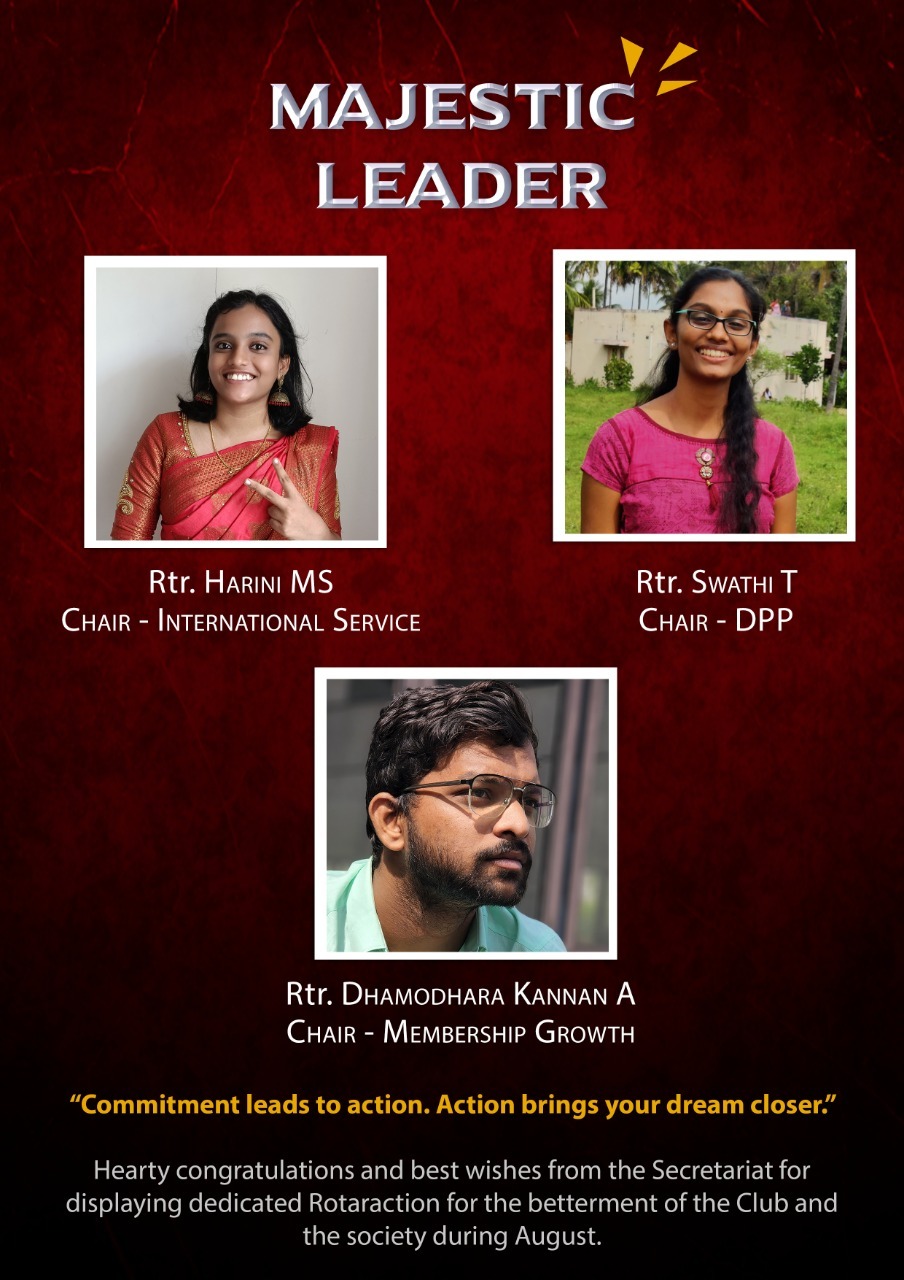 MAJESTIC
LEADER
Rtr. Harini MS
Chair - International Service
Rtr. Swathi T
Chair - DPP
Rtr. Dhamodhara Kannan A
Chair - Membership Growth
“Commitment leads to action. Action brings your dream closer.”
Hearty congratulations and best wishes from the Secretariat for
displaying dedicated Rotaraction for the betterment of the Club and
the society during August.